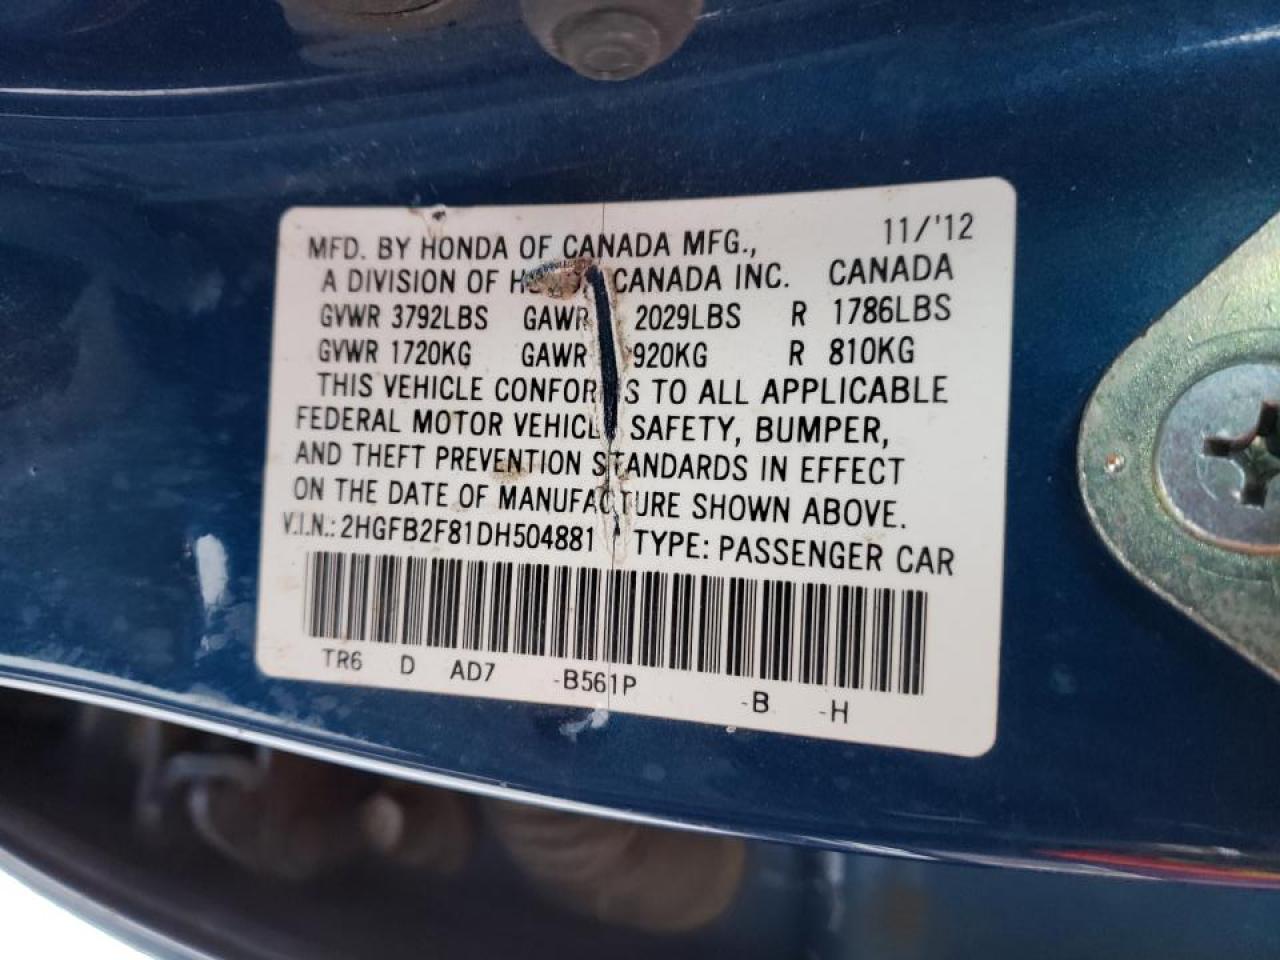 MFD. BY HONDA OF CANADA MFG., 11/'12
A DIVISION OF CANADA INC. CANADA
GVWR 3792LBS GAWR 2029LBS R 1786LBS
GVWR 1720KG GAWR 920KG R 810KG
THIS VEHICLE TO ALL APPLICABLE
FEDERAL MOTOR SAFETY, BUMPER,
AND THEFT PREVENTION STANDARDS IN EFFECT
ON THE DATE OF MANUFACTURE SHOWN ABOVE.
V.I.N.: 2HGFB2F81DH504881 TYPE: PASSENGER CAR
TR6 D AD7 -B561P -B -H